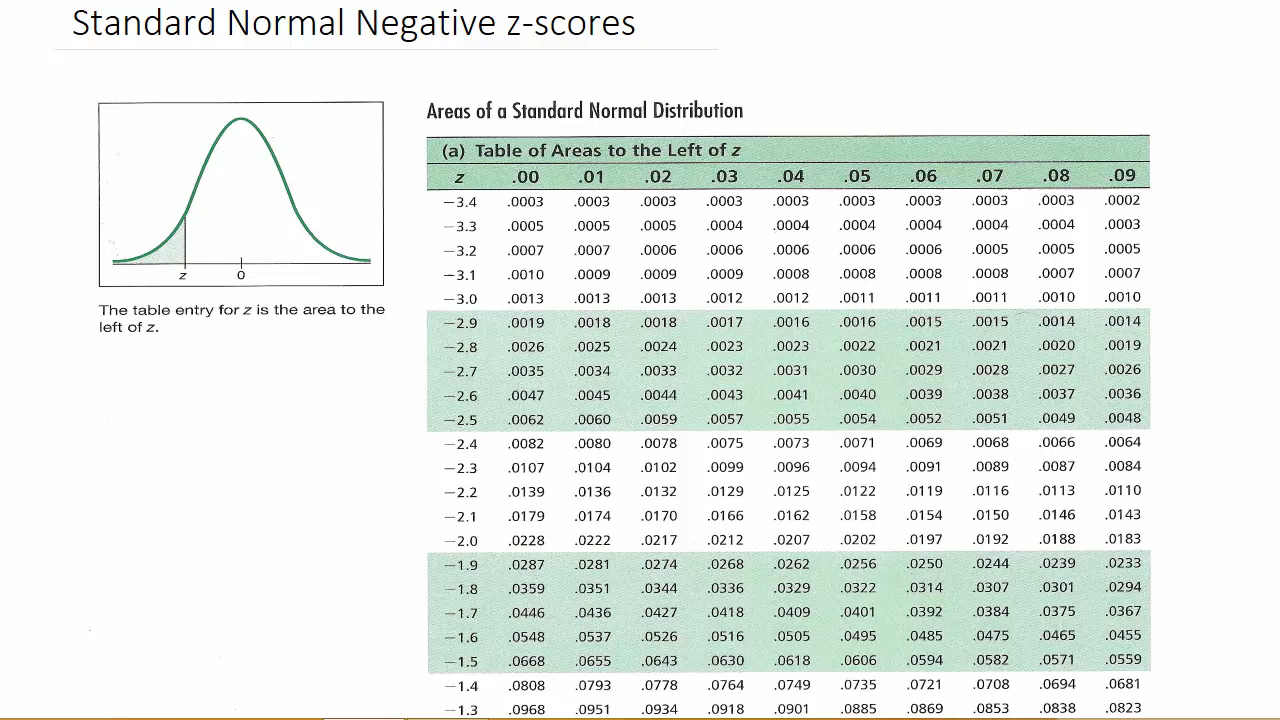 Standard Normal Negative z-scores
z 0
The table entry for z is the area to the
left of z.
Areas of a Standard Normal Distribution
(a) Table of Areas to the Left of z
z .00 .01 .02 .03 .04 .05 .06 .07 .08 .09
−3.4 .0003 .0003 .0003 .0003 .0003 .0003 .0003 .0003 .0003 .0002
−3.3 .0005 .0005 .0005 .0004 .0004 .0004 .0004 .0004 .0004 .0003
−3.2 .0007 .0007 .0006 .0006 .0006 .0006 .0006 .0005 .0005 .0005
−3.1 .0010 .0009 .0009 .0009 .0008 .0008 .0008 .0008 .0007 .0007
−3.0 .0013 .0013 .0013 .0012 .0012 .0011 .0011 .0011 .0010 .0010
−2.9 .0019 .0018 .0018 .0017 .0016 .0016 .0015 .0015 .0014 .0014
−2.8 .0026 .0025 .0024 .0023 .0023 .0022 .0021 .0021 .0020 .0019
−2.7 .0035 .0034 .0033 .0032 .0031 .0030 .0029 .0028 .0027 .0026
−2.6 .0047 .0045 .0044 .0043 .0041 .0040 .0039 .0038 .0037 .0036
−2.5 .0062 .0060 .0059 .0057 .0055 .0054 .0052 .0051 .0049 .0048
−2.4 .0082 .0080 .0078 .0075 .0073 .0071 .0069 .0068 .0066 .0064
−2.3 .0107 .0104 .0102 .0099 .0096 .0094 .0091 .0089 .0087 .0084
−2.2 .0139 .0136 .0132 .0129 .0125 .0122 .0119 .0116 .0113 .0110
−2.1 .0179 .0174 .0170 .0166 .0162 .0158 .0154 .0150 .0146 .0143
−2.0 .0228 .0222 .0217 .0212 .0207 .0202 .0197 .0192 .0188 .0183
−1.9 .0287 .0281 .0274 .0268 .0262 .0256 .0250 .0244 .0239 .0233
−1.8 .0359 .0351 .0344 .0336 .0329 .0322 .0314 .0307 .0301 .0294
−1.7 .0446 .0436 .0427 .0418 .0409 .0401 .0392 .0384 .0375 .0367
−1.6 .0548 .0537 .0526 .0516 .0505 .0495 .0485 .0475 .0465 .0455
−1.5 .0668 .0655 .0643 .0630 .0618 .0606 .0594 .0582 .0571 .0559
−1.4 .0808 .0793 .0778 .0764 .0749 .0735 .0721 .0708 .0694 .0681
−1.3 .0968 .0951 .0934 .0918 .0901 .0885 .0869 .0853 .0838 .0823